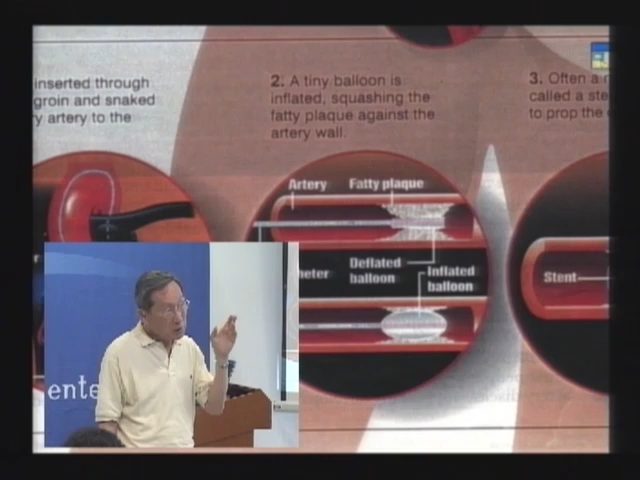 inserted through
groin and snaked
y artery to the
2. A tiny balloon is
inflated, squashing the
fatty plaque against the
artery wall.
3. Often a
called a ste
to prop the
Artery
Fatty plaque
Deflated
balloon
heter
Inflated
balloon
Stent
ente